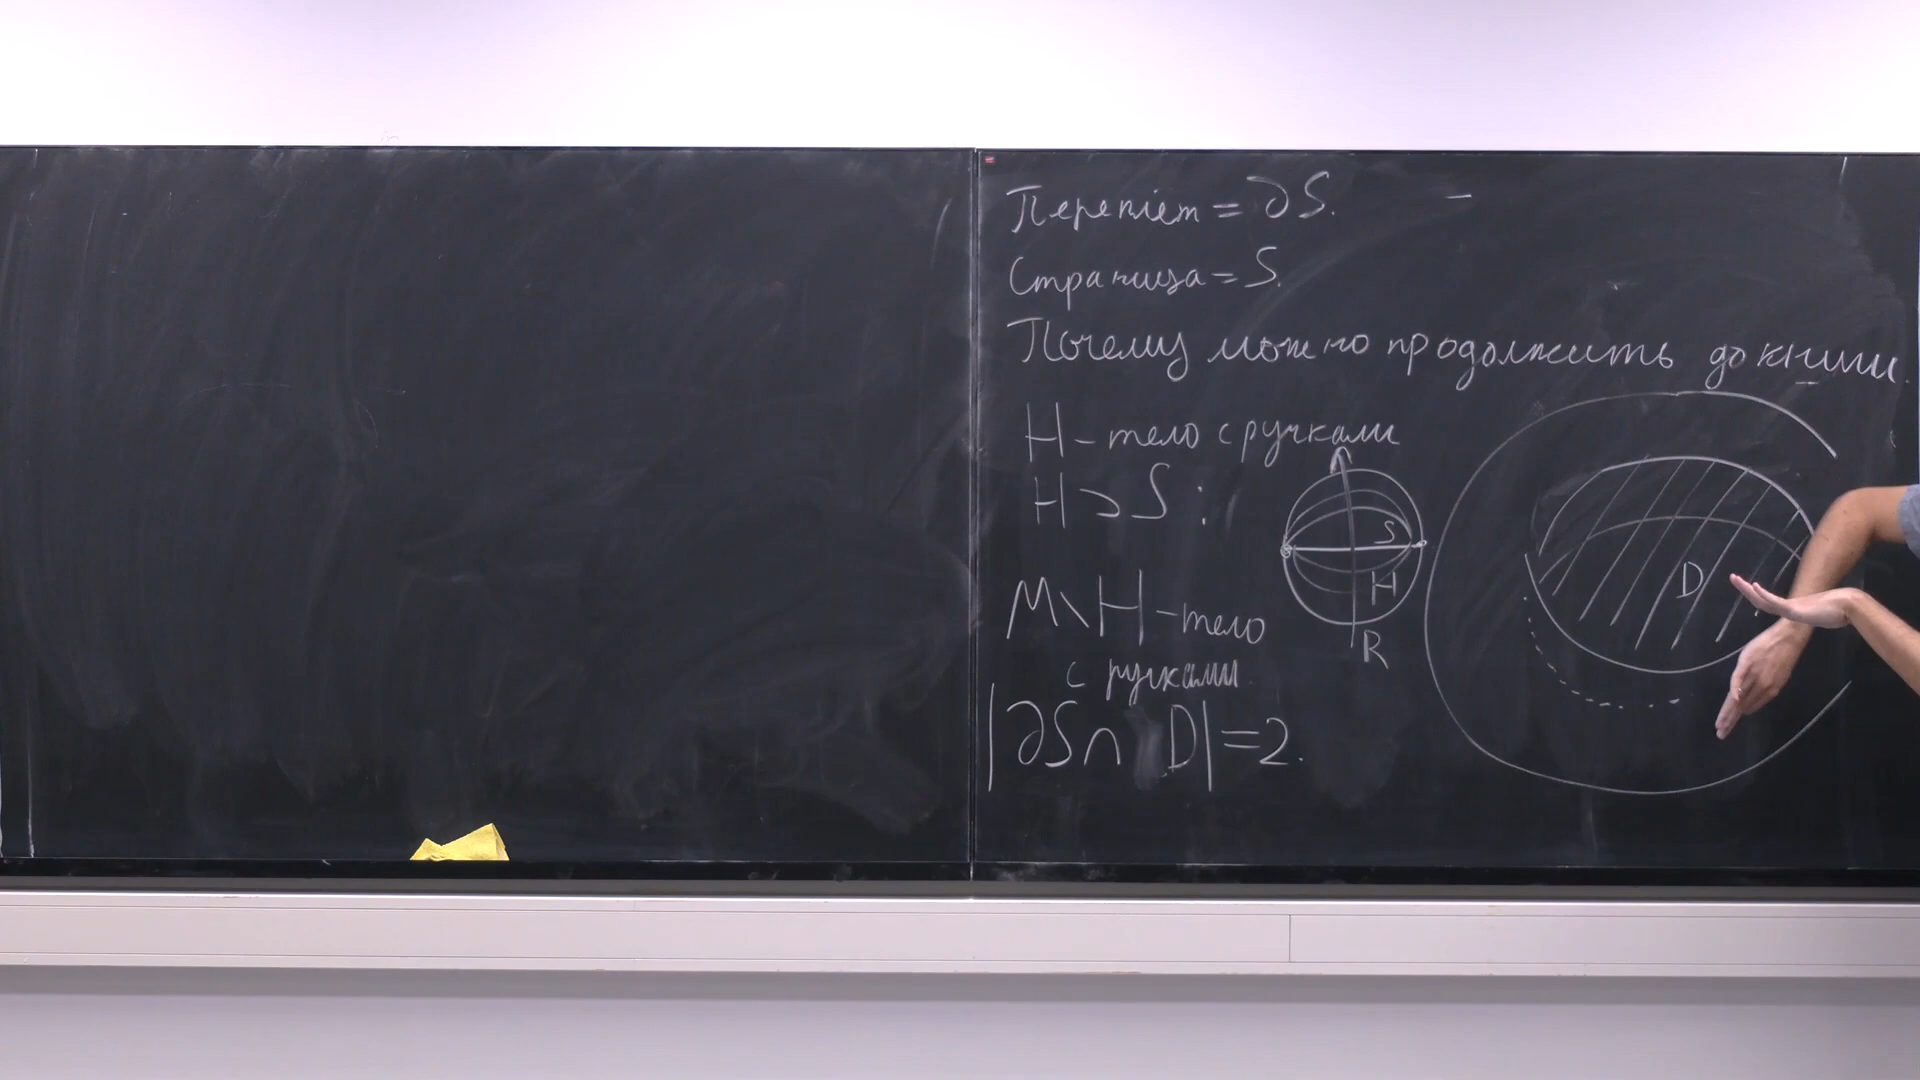 Переплёт = ∂S.
Страница = S.
Почему можно продолжить до книги.
H - тело с ручками
H ⊃ S :
S
H
R
D
M \ H - тело
с ручками
|∂S ∩ D| = 2.